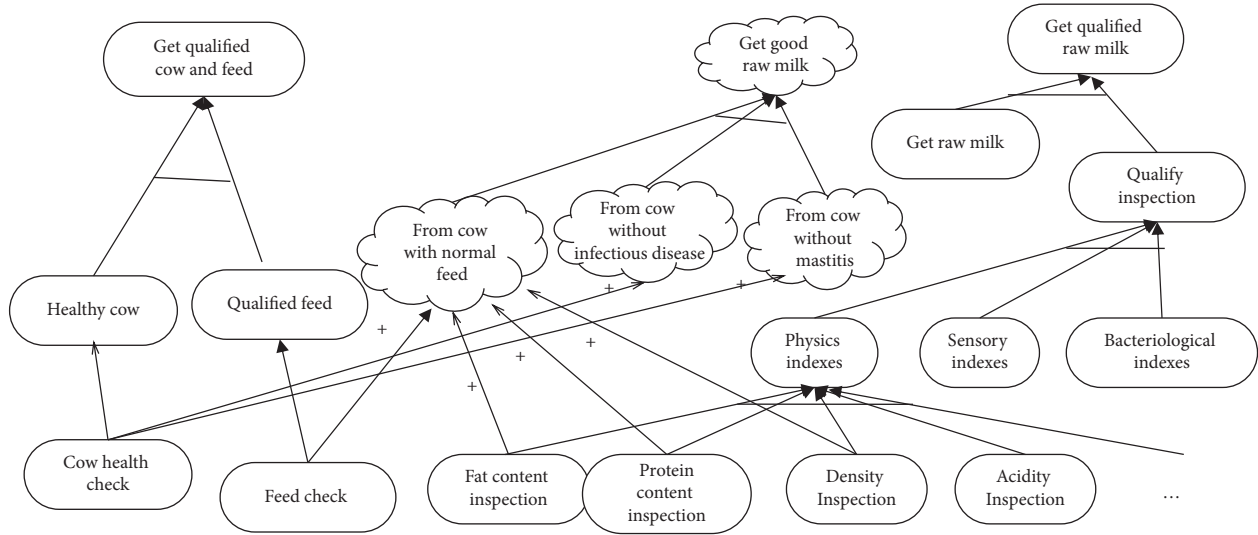 Get qualified
cow and feed
Get good
raw milk
Get qualified
raw milk
Get raw milk
Qualify
inspection
From cow
with normal
feed
From cow
without
infectious disease
From cow
without
mastitis
Healthy cow
Qualified feed
+
+
+
+
+
+
Physics
indexes
Sensory
indexes
Bacteriological
indexes
Cow health
check
Feed check
Fat content
inspection
Protein
content
inspection
Density
Inspection
Acidity
Inspection
...